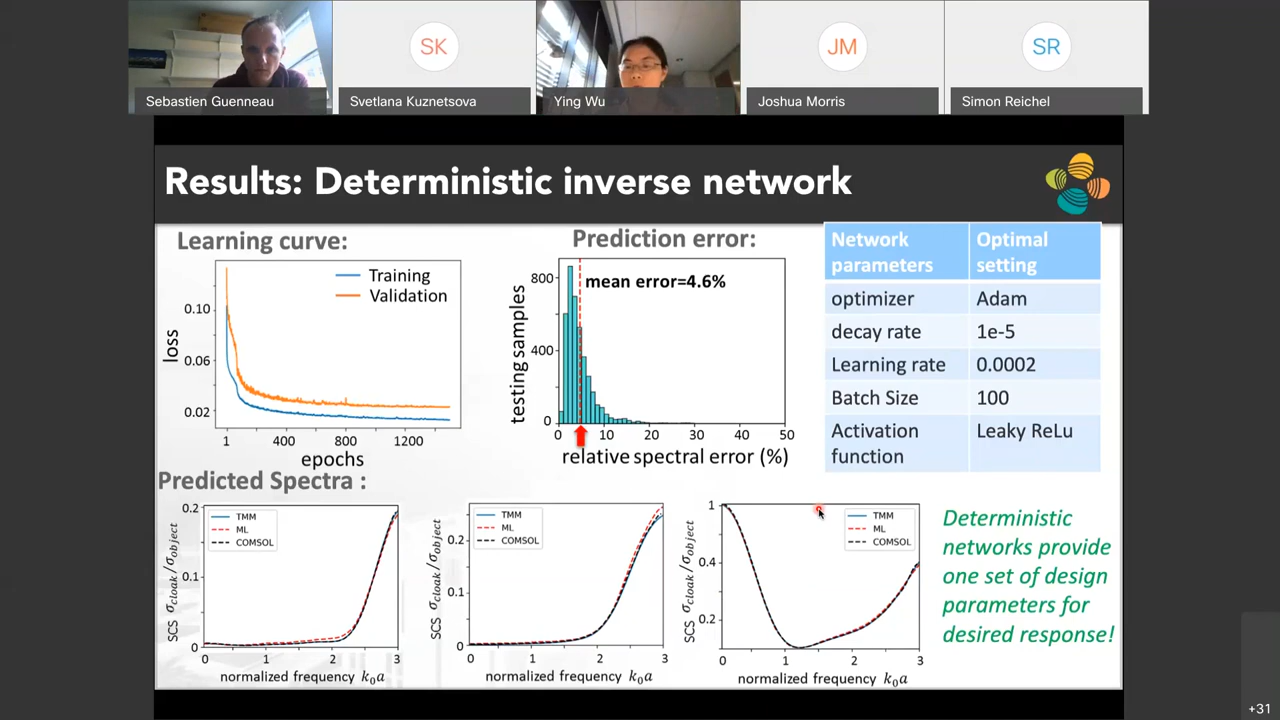 SK
JM
SR
Sebastien Guenneau
Svetlana Kuznetsova
Ying Wu
Joshua Morris
Simon Reichel
Results: Deterministic inverse network
Learning curve:
Training
Validation
loss
0.10
0.06
0.02
1
400
800
1200
epochs
Prediction error:
mean error=4.6%
testing samples
800
400
0
0
10
20
30
40
50
relative spectral error (%)
Network parameters
Optimal setting
optimizer
Adam
decay rate
1e-5
Learning rate
0.0002
Batch Size
100
Activation function
Leaky ReLu
Predicted Spectra :
SCS σcloak/σobject
0.2
0.1
0
TMM
ML
COMSOL
0
1
2
3
normalized frequency k₀a
SCS σcloak/σobject
0.2
0.1
0
TMM
ML
COMSOL
0
1
2
3
normalized frequency k₀a
SCS σcloak/σobject
1
0.4
0.2
TMM
ML
COMSOL
0
1
2
3
normalized frequency k₀a
Deterministic
networks provide
one set of design
parameters for
desired response!
+31